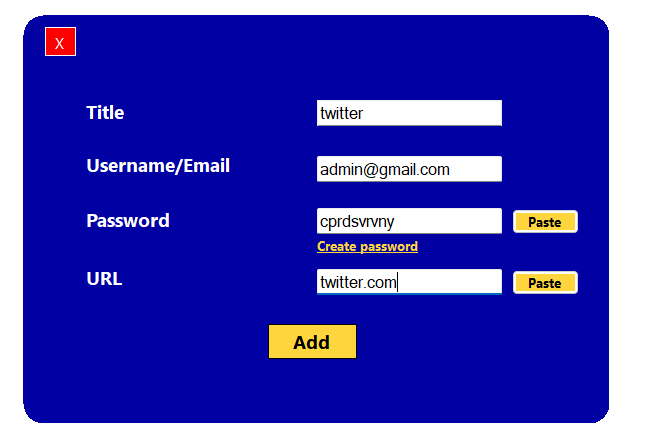 X
Title twitter
Username/Email admin@gmail.com
Password cprdsvrvny Paste
Create password
URL twitter.com Paste
Add